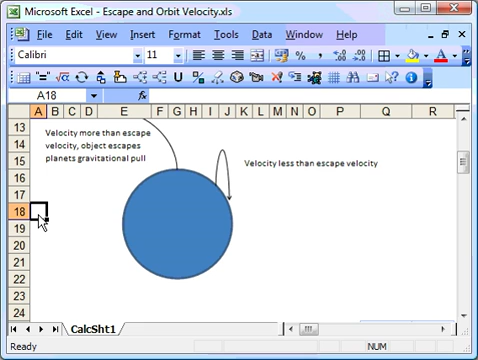 Microsoft Excel - Escape and Orbit Velocity.xls
File Edit View Insert Format Tools Data Window Help
Calibri 11
A18 fx
A B C D E F G H I J K L M N O P Q R
13
14
15
16
17
18
19
20
21
22
23
24
Velocity more than escape
velocity, object escapes
planets gravitational pull
Velocity less than escape velocity
CalcSht1
Ready NUM